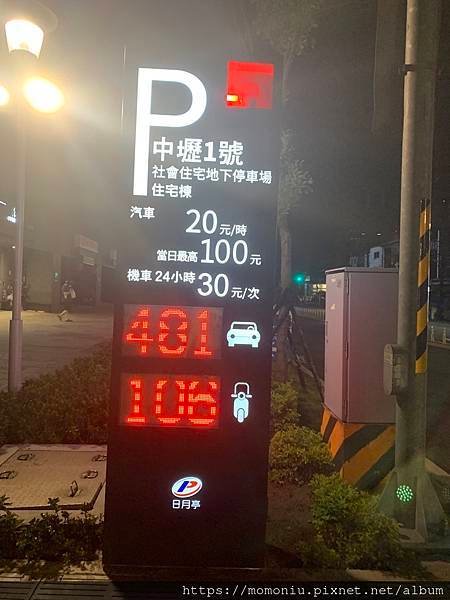 P
中壢1號
社會住宅地下停車場
住宅棟
汽車 20元/時
當日最高100元
機車24小時30元/次
481
106
P
日月亭
https://momoniu.pixnet.net/album